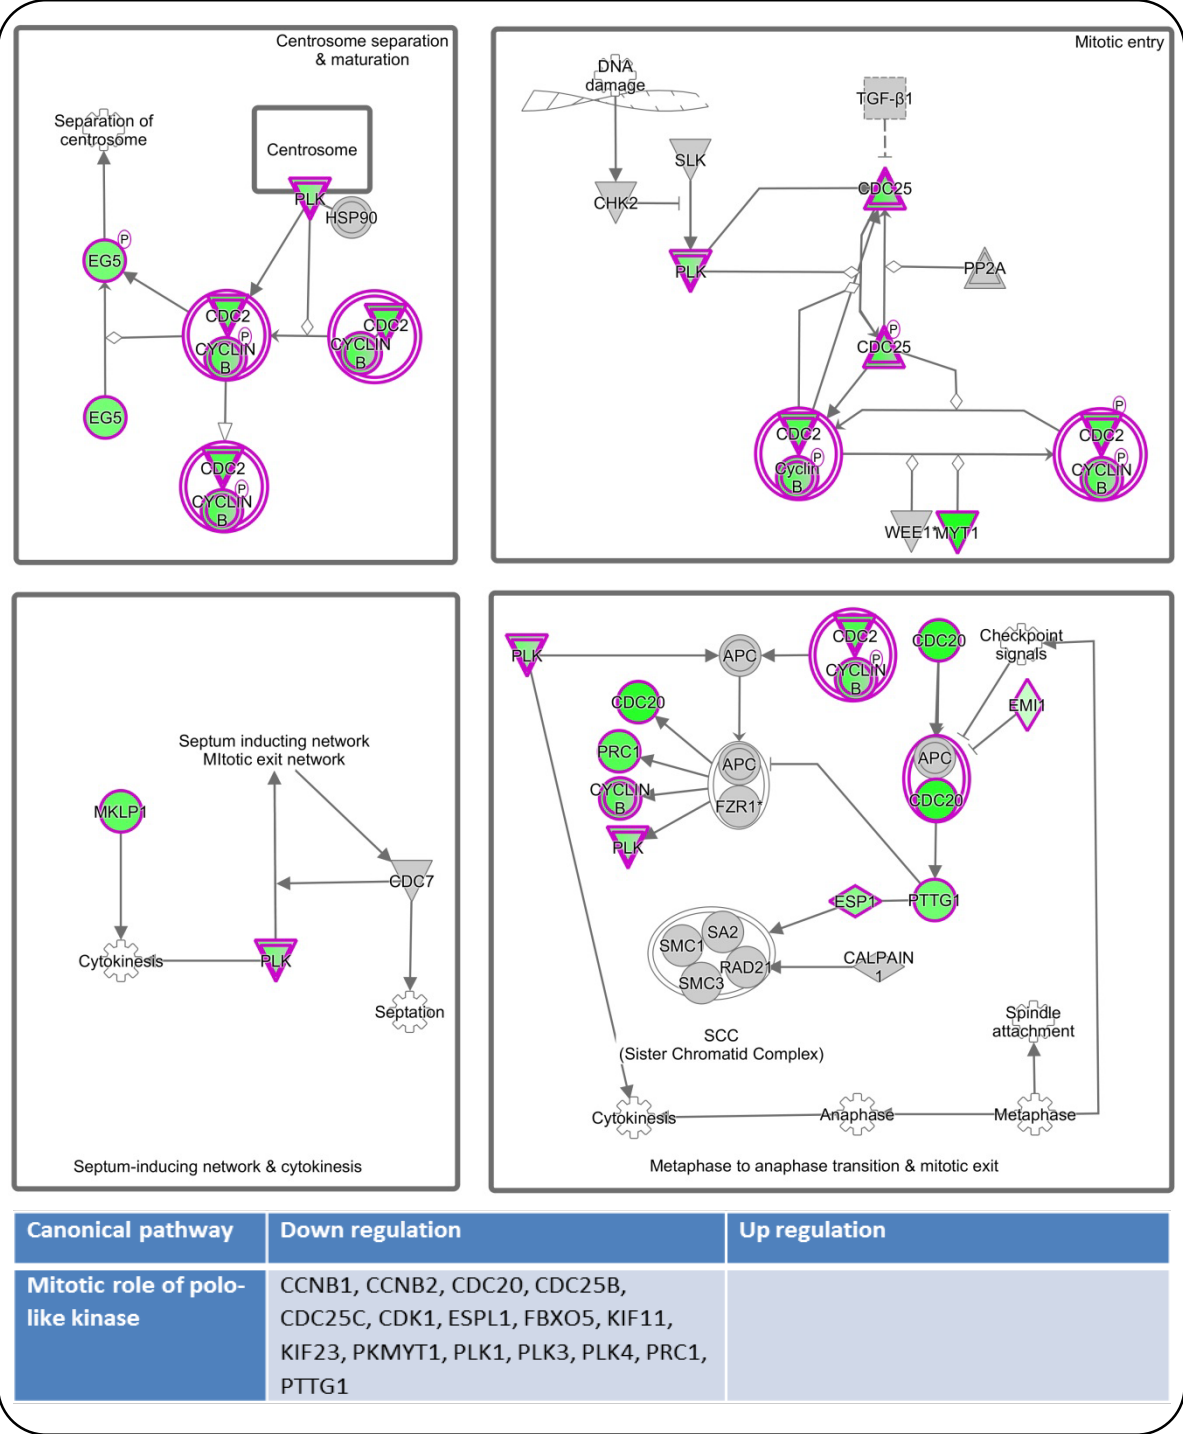 Centrosome separation
& maturation
Separation of
centrosome
Centrosome
PLK
HSP90
P
EG5
CDC2
P
CYCLIN
B
CDC2
CYCLIN
B
EG5
CDC2
P
CYCLIN
B
Mitotic entry
DNA
damage
TGF-β1
SLK
CHK2
CDC25
PLK
PP2A
P
CDC25
CDC2
P
Cyclin
B
P
CDC2
P
CYCLIN
B
WEE1*
MYT1
Septum inducting network
MItotic exit network
MKLP1
CDC7
Cytokinesis
PLK
Septation
Septum-inducing network & cytokinesis
PLK
APC
CDC2
P
CYCLIN
B
CDC20
Checkpoint
signals
CDC20
EMI1
PRC1
APC
APC
CYCLIN
B
FZR1*
CDC20
PLK
ESP1
PTTG1
SA2
SMC1
RAD21
SMC3
CALPAIN
1
SCC
(Sister Chromatid Complex)
Spindle
attachment
Cytokinesis
Anaphase
Metaphase
Metaphase to anaphase transition & mitotic exit
Canonical pathway Down regulation Up regulation
Mitotic role of polo-
like kinase
CCNB1, CCNB2, CDC20, CDC25B,
CDC25C, CDK1, ESPL1, FBXO5, KIF11,
KIF23, PKMYT1, PLK1, PLK3, PLK4, PRC1,
PTTG1